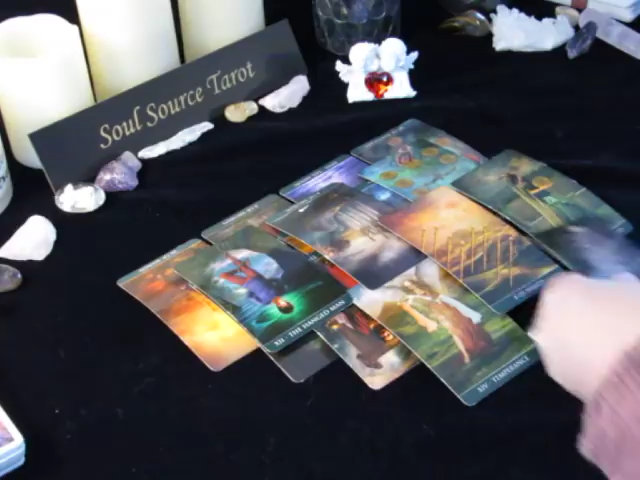 Soul Source Tarot
XII · THE HANGED MAN
XIV · TEMPERANCE